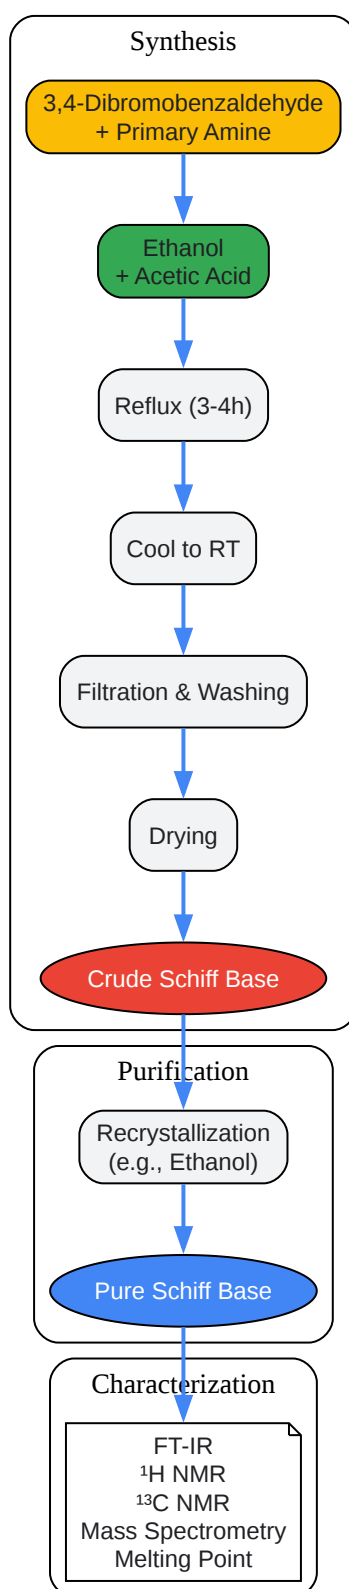 Synthesis
3,4-Dibromobenzaldehyde
+ Primary Amine
Ethanol
+ Acetic Acid
Reflux (3-4h)
Cool to RT
Filtration & Washing
Drying
Crude Schiff Base
Purification
Recrystallization
(e.g., Ethanol)
Pure Schiff Base
Characterization
FT-IR
¹H NMR
¹³C NMR
Mass Spectrometry
Melting Point